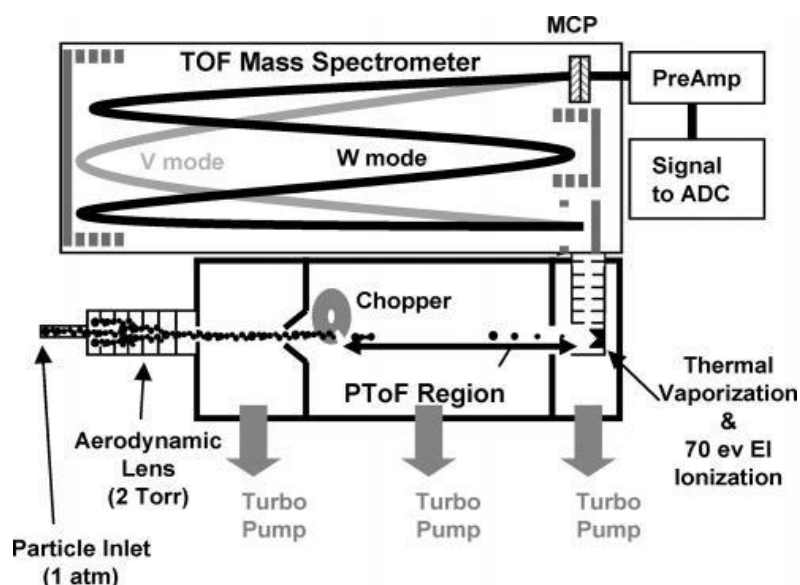 MCP
TOF Mass Spectrometer
PreAmp
V mode
W mode
Signal
to ADC
Chopper
PToF Region
Thermal
Vaporization
&
70 ev EI
Ionization
Aerodynamic
Lens
(2 Torr)
Particle Inlet
(1 atm)
Turbo
Pump
Turbo
Pump
Turbo
Pump